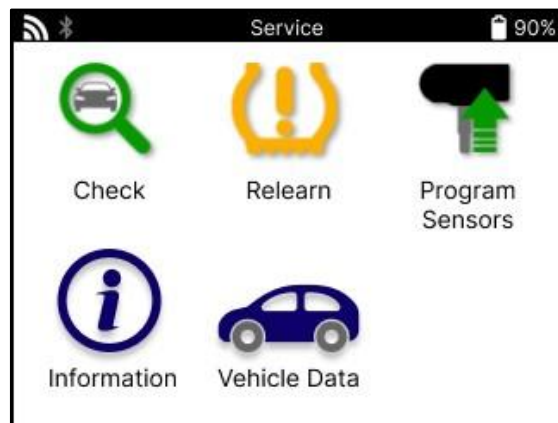 Service
90%
Check
Relearn
Program
Sensors
i
Information
Vehicle Data